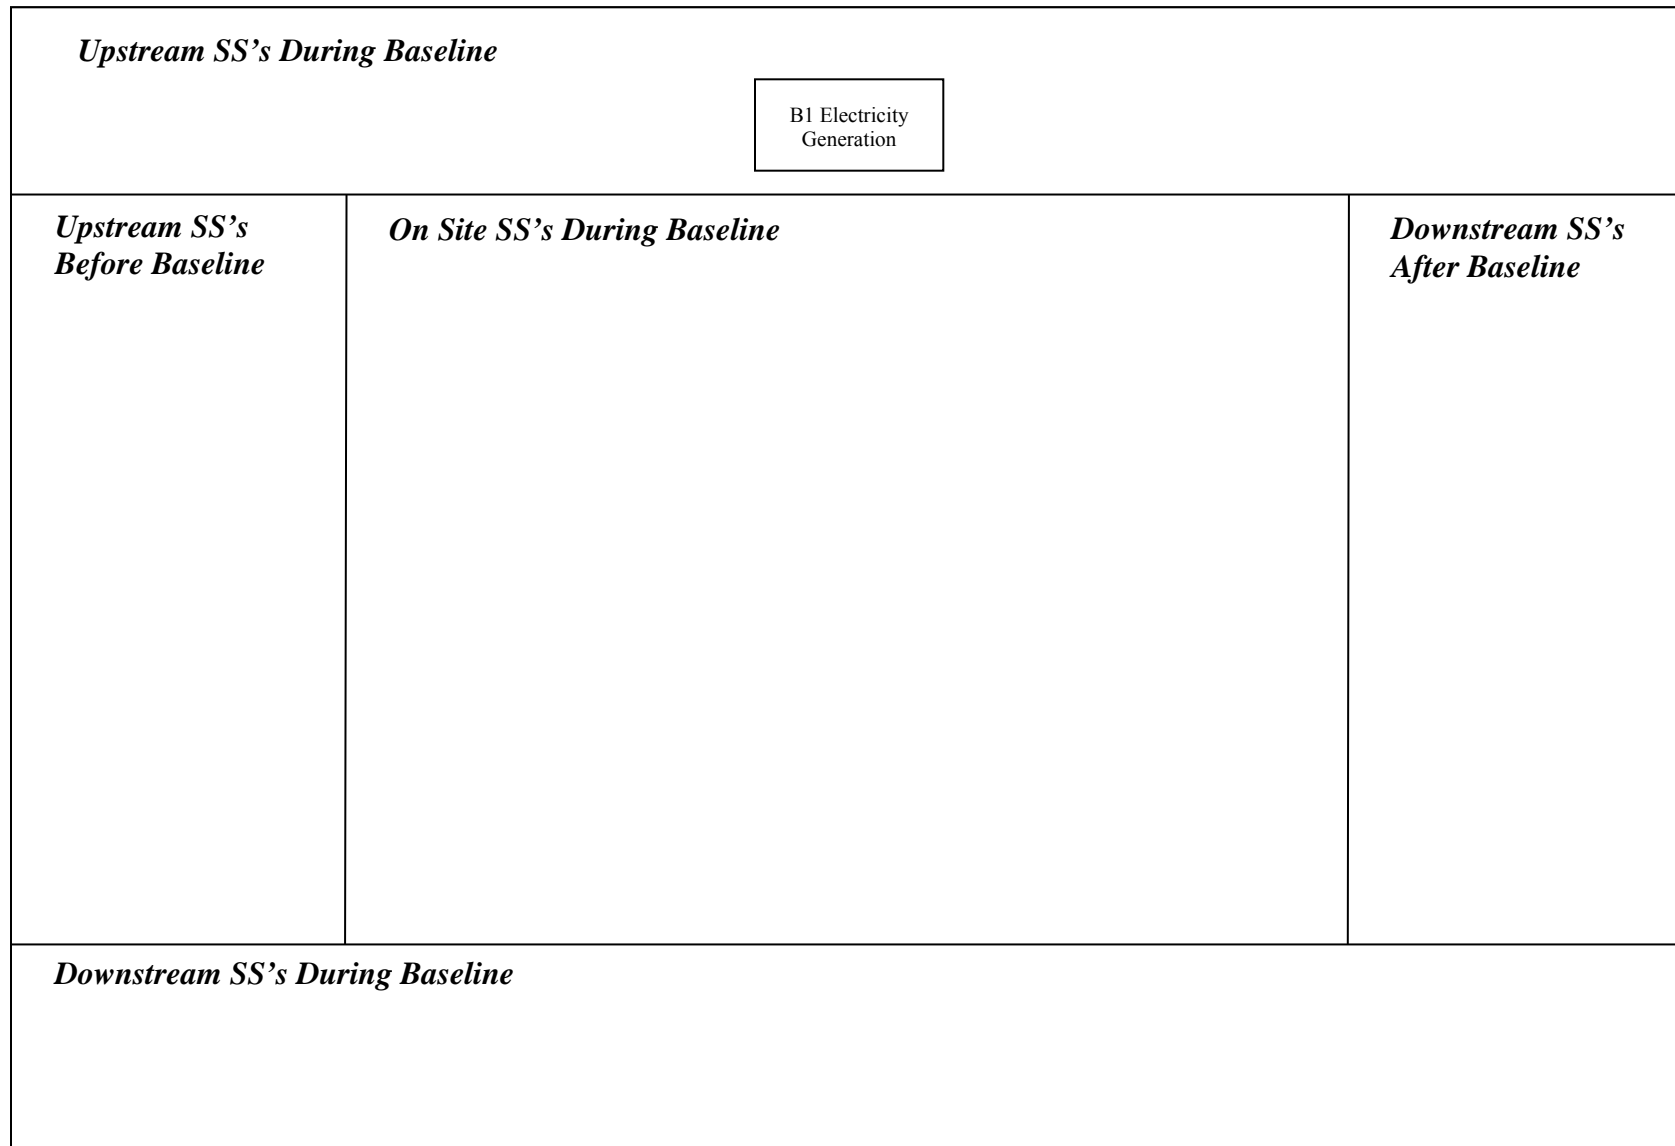 Upstream SS’s During Baseline
B1 Electricity
Generation
Upstream SS’s
Before Baseline
On Site SS’s During Baseline
Downstream SS’s
After Baseline
Downstream SS’s During Baseline